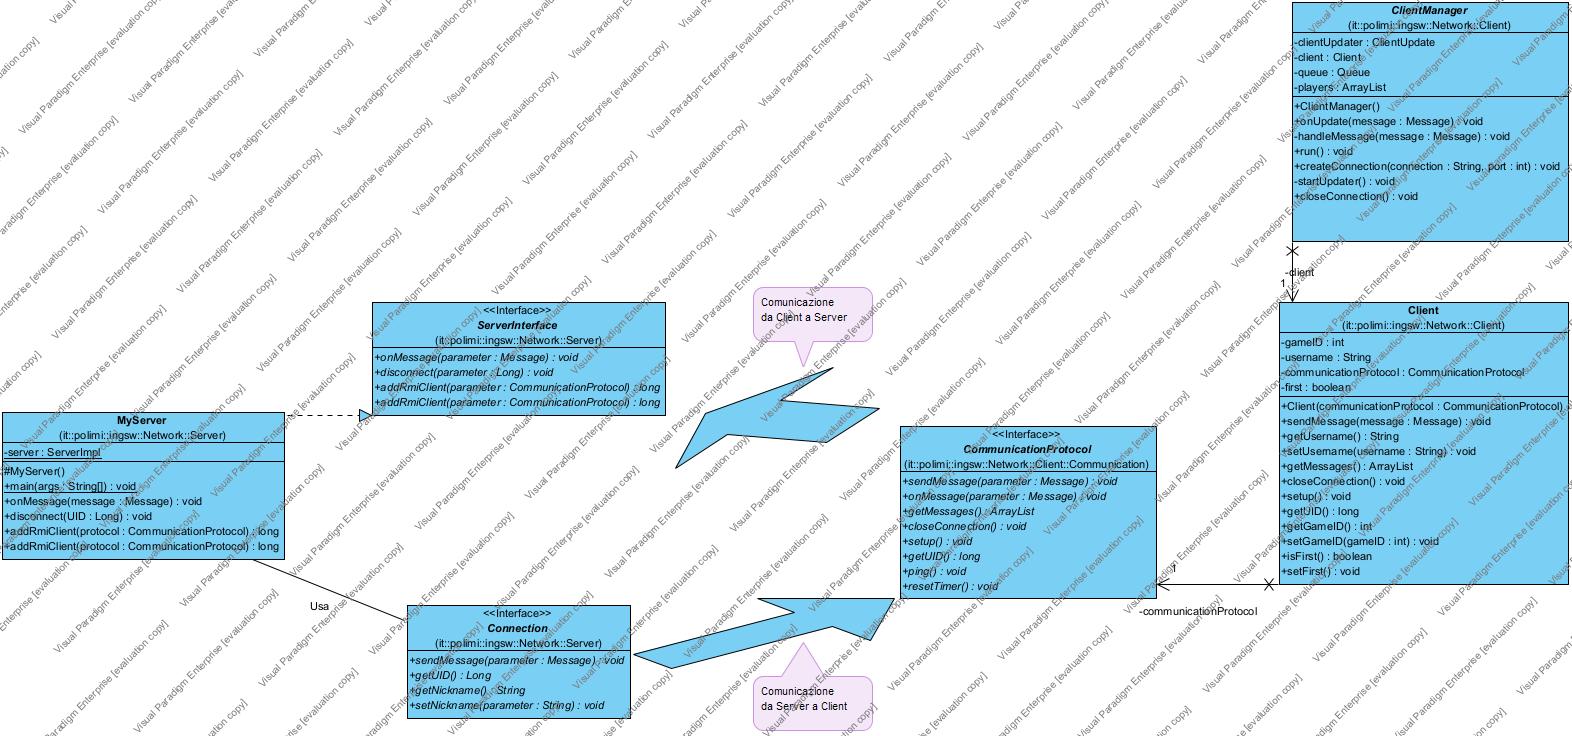 ClientManager
(it::polimi::ingsw::Network::Client)
-clientUpdater : ClientUpdate
-client : Client
-queue : Queue
-players : ArrayList
+ClientManager()
+onUpdate(message : Message) : void
-handleMessage(message : Message) : void
+run() : void
+createConnection(connection : String, port : int) : void
-startUpdater() : void
+closeConnection() : void
-client
1
Client
(it::polimi::ingsw::Network::Client)
-gameID : int
-username : String
-communicationProtocol : CommunicationProtocol
-first : boolean
+Client(communicationProtocol : CommunicationProtocol)
+sendMessage(message : Message) : void
+getUsername() : String
+setUsername(username : String) : void
+getMessages() : ArrayList
+closeConnection() : void
+setup() : void
+getUID() : long
+getGameID() : int
+setGameID(gameID : int) : void
+isFirst() : boolean
+setFirst() : void
<<Interface>>
ServerInterface
(it::polimi::ingsw::Network::Server)
+onMessage(parameter : Message) : void
+disconnect(parameter : Long) : void
+addRmiClient(parameter : CommunicationProtocol) : long
+addRmiClient(parameter : CommunicationProtocol) : long
Comunicazione
da Client a Server
MyServer
(it::polimi::ingsw::Network::Server)
-server : ServerImpl
#MyServer()
+main(args : String[]) : void
+onMessage(message : Message) : void
+disconnect(UID : Long) : void
+addRmiClient(protocol : CommunicationProtocol) : long
+addRmiClient(protocol : CommunicationProtocol) : long
<<Interface>>
CommunicationProtocol
(it::polimi::ingsw::Network::Client::Communication)
+sendMessage(parameter : Message) : void
+onMessage(parameter : Message) : void
+getMessages() : ArrayList
+closeConnection() : void
+setup() : void
+getUID() : long
+ping() : void
+resetTimer() : void
1
-communicationProtocol
Usa
<<Interface>>
Connection
(it::polimi::ingsw::Network::Server)
+sendMessage(parameter : Message) : void
+getUID() : Long
+getNickname() : String
+setNickname(parameter : String) : void
Comunicazione
da Server a Client
Visual Paradigm Enterprise [evaluation copy]